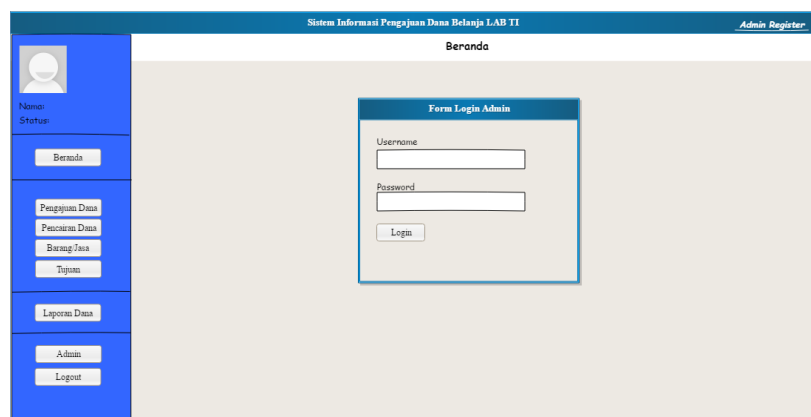 Sistem Informasi Pengajuan Dana Belanja LAB TI
Admin Register
Beranda
Nama:
Status:
Beranda
Pengajuan Dana
Pencairan Dana
Barang/Jasa
Tujuan
Laporan Dana
Admin
Logout
Form Login Admin
Username
Password
Login